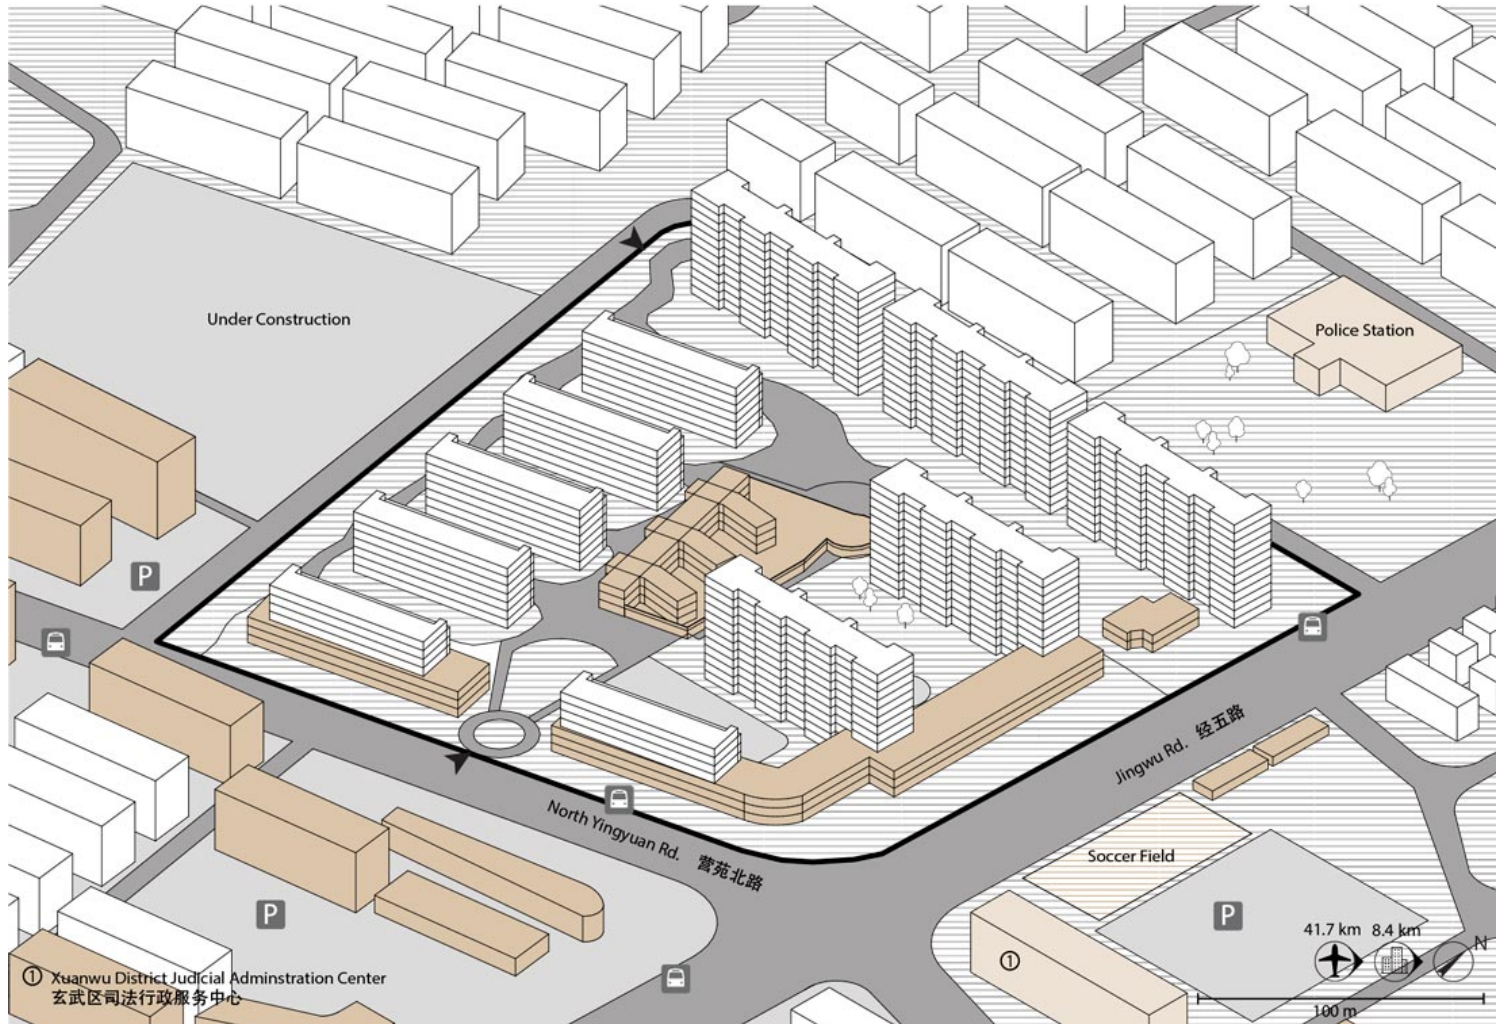 Under Construction
Police Station
P
Jingwu Rd. 经五路
North Yingyuan Rd. 营苑北路
Soccer Field
P
P
41.7 km 8.4 km
N
① Xuanwu District Judicial Adminstration Center
玄武区司法行政服务中心
①
100 m